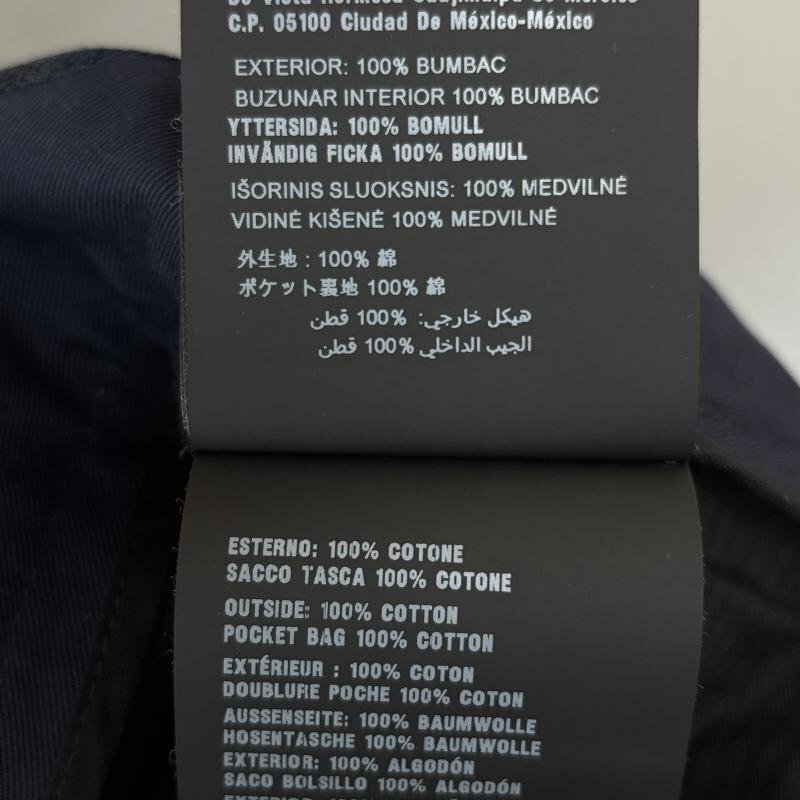 C.P. 05100 Ciudad De México-México
EXTERIOR: 100% BUMBAC
BUZUNAR INTERIOR 100% BUMBAC
YTTERSIDA: 100% BOMULL
INVÄNDIG FICKA 100% BOMULL
IŠORINIS SLUOKSNIS: 100% MEDVILNĖ
VIDINĖ KIŠENĖ 100% MEDVILNĖ
外生地 : 100% 綿
ポケット裏地 100% 綿
هيكل خارجي: 100% قطن
الجيب الداخلي 100% قطن
ESTERNO: 100% COTONE
SACCO TASCA 100% COTONE
OUTSIDE: 100% COTTON
POCKET BAG 100% COTTON
EXTÉRIEUR : 100% COTON
DOUBLURE POCHE 100% COTON
AUSSENSEITE: 100% BAUMWOLLE
HOSENTASCHE 100% BAUMWOLLE
EXTERIOR: 100% ALGODÓN
SACO BOLSILLO 100% ALGODÓN